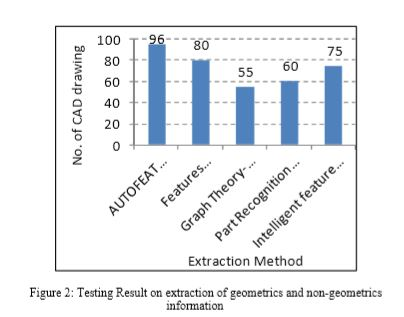 No. of CAD drawing
100
80
60
40
20
0
96
80
55
60
75
AUTOFEAT...
Features...
Graph Theory-...
Part Recognition...
Intelligent feature...
Extraction Method
Figure 2: Testing Result on extraction of geometrics and non-geometrics
information